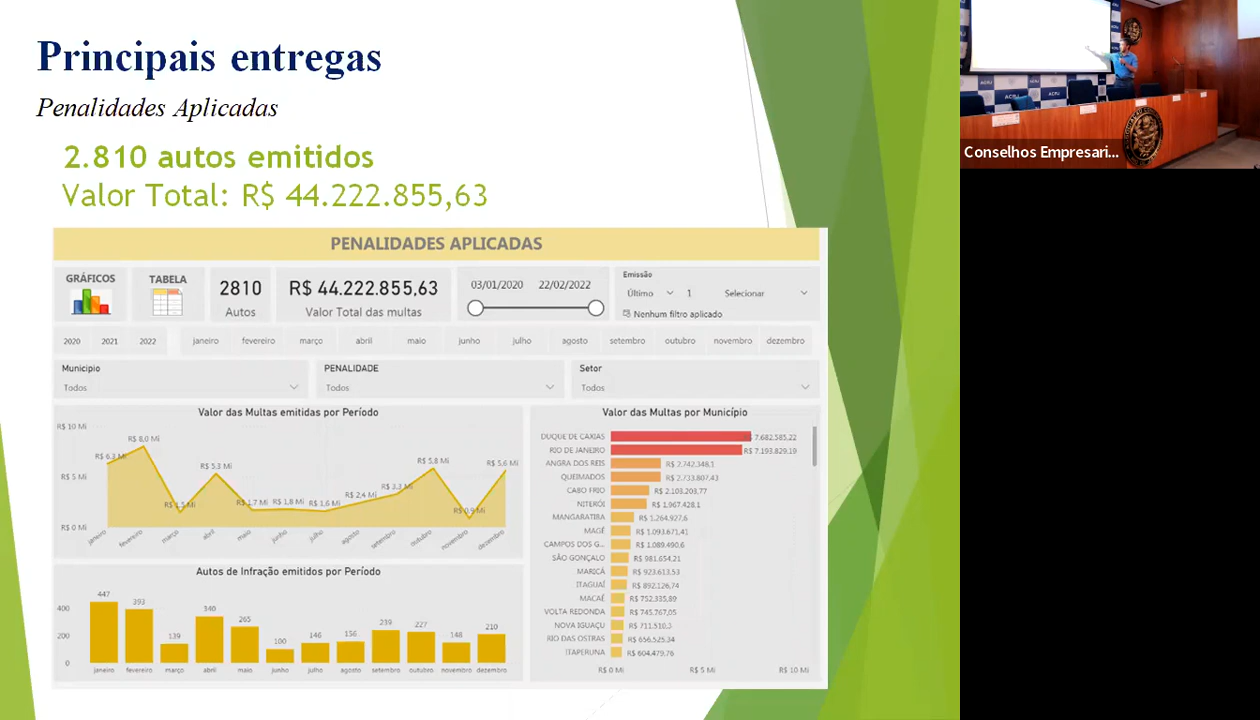 Principais entregas
Penalidades Aplicadas
2.810 autos emitidos
Valor Total: R$ 44.222.855,63
PENALIDADES APLICADAS
GRÁFICOS
TABELA
2810
Autos
R$ 44.222.855,63
Valor Total das multas
03/01/2020 22/02/2022
Emissão
Último 1 Selecionar
Nenhum filtro aplicado
2020 2021 2022 janeiro fevereiro março abril maio junho julho agosto setembro outubro novembro dezembro
Municipio
Todos
PENALIDADE
Todos
Setor
Todos
Valor das Multas emitidas por Período
R$ 10 Mi
R$ 5 Mi
R$ 0 Mi
R$ 6,3 Mi
R$ 8,0 Mi
R$ 1,5 Mi
R$ 5,3 Mi
R$ 1,7 Mi
R$ 1,8 Mi
R$ 1,6 Mi
R$ 2,4 Mi
R$ 3,3 Mi
R$ 5,8 Mi
R$ 0,9 Mi
R$ 5,6 Mi
janeiro fevereiro março abril maio junho julho agosto setembro outubro novembro dezembro
Autos de Infração emitidos por Período
400
200
0
447 393 139 340 265 100 146 156 239 227 148 210
janeiro fevereiro março abril maio junho julho agosto setembro outubro novembro dezembro
Valor das Multas por Município
DUQUE DE CAXIAS R$ 7.682.585,22
RIO DE JANEIRO R$ 7.193.829,19
ANGRA DOS REIS R$ 2.742.348,1
QUEIMADOS R$ 2.733.807,43
CABO FRIO R$ 2.103.203,77
NITERÓI R$ 1.967.428,1
MANGARATIBA R$ 1.264.927,6
MAGÉ R$ 1.093.671,41
CAMPOS DOS G... R$ 1.089.490,6
SÃO GONÇALO R$ 981.654,21
MARICÁ R$ 923.613,53
ITAGUAÍ R$ 892.126,74
MACAÉ R$ 752.335,89
VOLTA REDONDA R$ 745.767,05
NOVA IGUAÇU R$ 711.510,3
RIO DAS OSTRAS R$ 656.525,34
ITAPERUNA R$ 604.479,76
R$ 0 Mi R$ 5 Mi R$ 10 Mi
ACRJ
ACRJ
ACRJ
Conselhos Empresari...